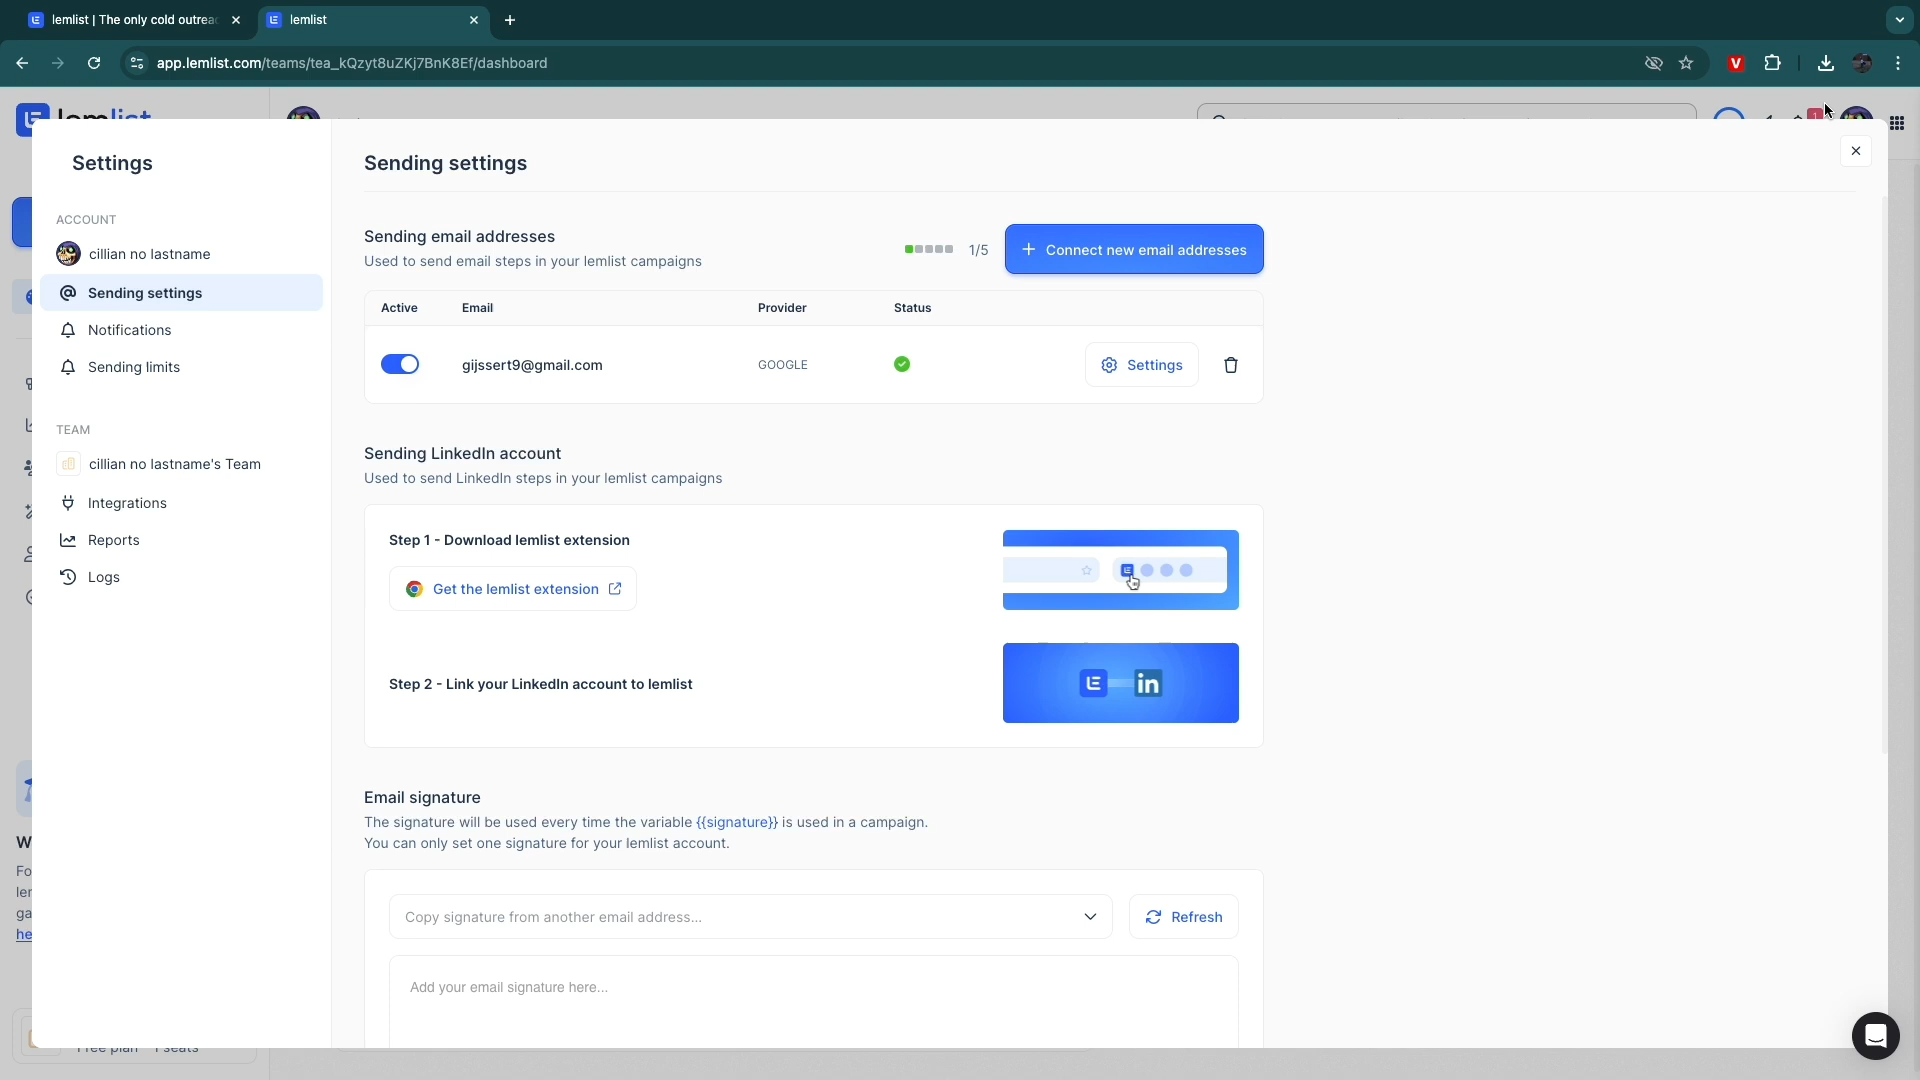 lemlist | The only cold outrea
lemlist
app.lemlist.com/teams/tea_kQzyt8uZKj7BnK8Ef/dashboard
V
lemlist
1
Settings
Sending settings
ACCOUNT
cillian no lastname
Sending settings
Notifications
Sending limits
TEAM
cillian no lastname's Team
Integrations
Reports
Logs
Sending email addresses
Used to send email steps in your lemlist campaigns
1/5
Connect new email addresses
Active Email Provider Status
gijssert9@gmail.com GOOGLE Settings
Sending LinkedIn account
Used to send LinkedIn steps in your lemlist campaigns
Step 1 - Download lemlist extension
Get the lemlist extension
Step 2 - Link your LinkedIn account to lemlist
in
Email signature
The signature will be used every time the variable {{signature}} is used in a campaign.
You can only set one signature for your lemlist account.
Copy signature from another email address...
Refresh
Add your email signature here...
W
Fo
ler
ga
he
Free plan 1 seats